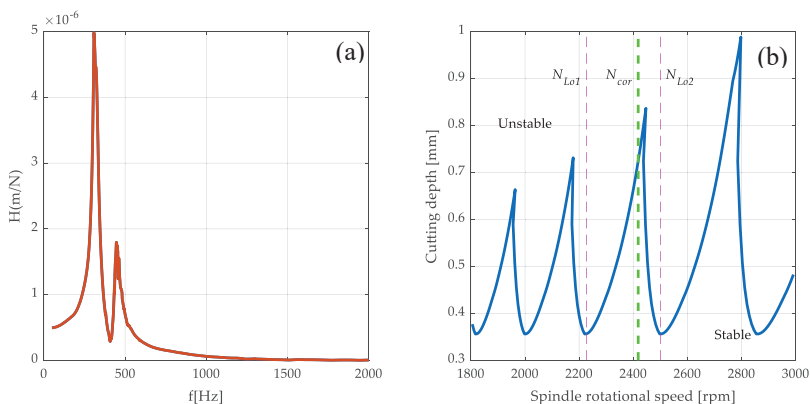 ×10⁻⁶
(a)
H(m/N)
5
4
3
2
1
0
0
500
1000
1500
2000
f[Hz]
(b)
Cutting depth [mm]
1
0.9
0.8
0.7
0.6
0.5
0.4
0.3
N_Lo1
N_cor
N_Lo2
Unstable
Stable
1800
2000
2200
2400
2600
2800
3000
Spindle rotational speed [rpm]